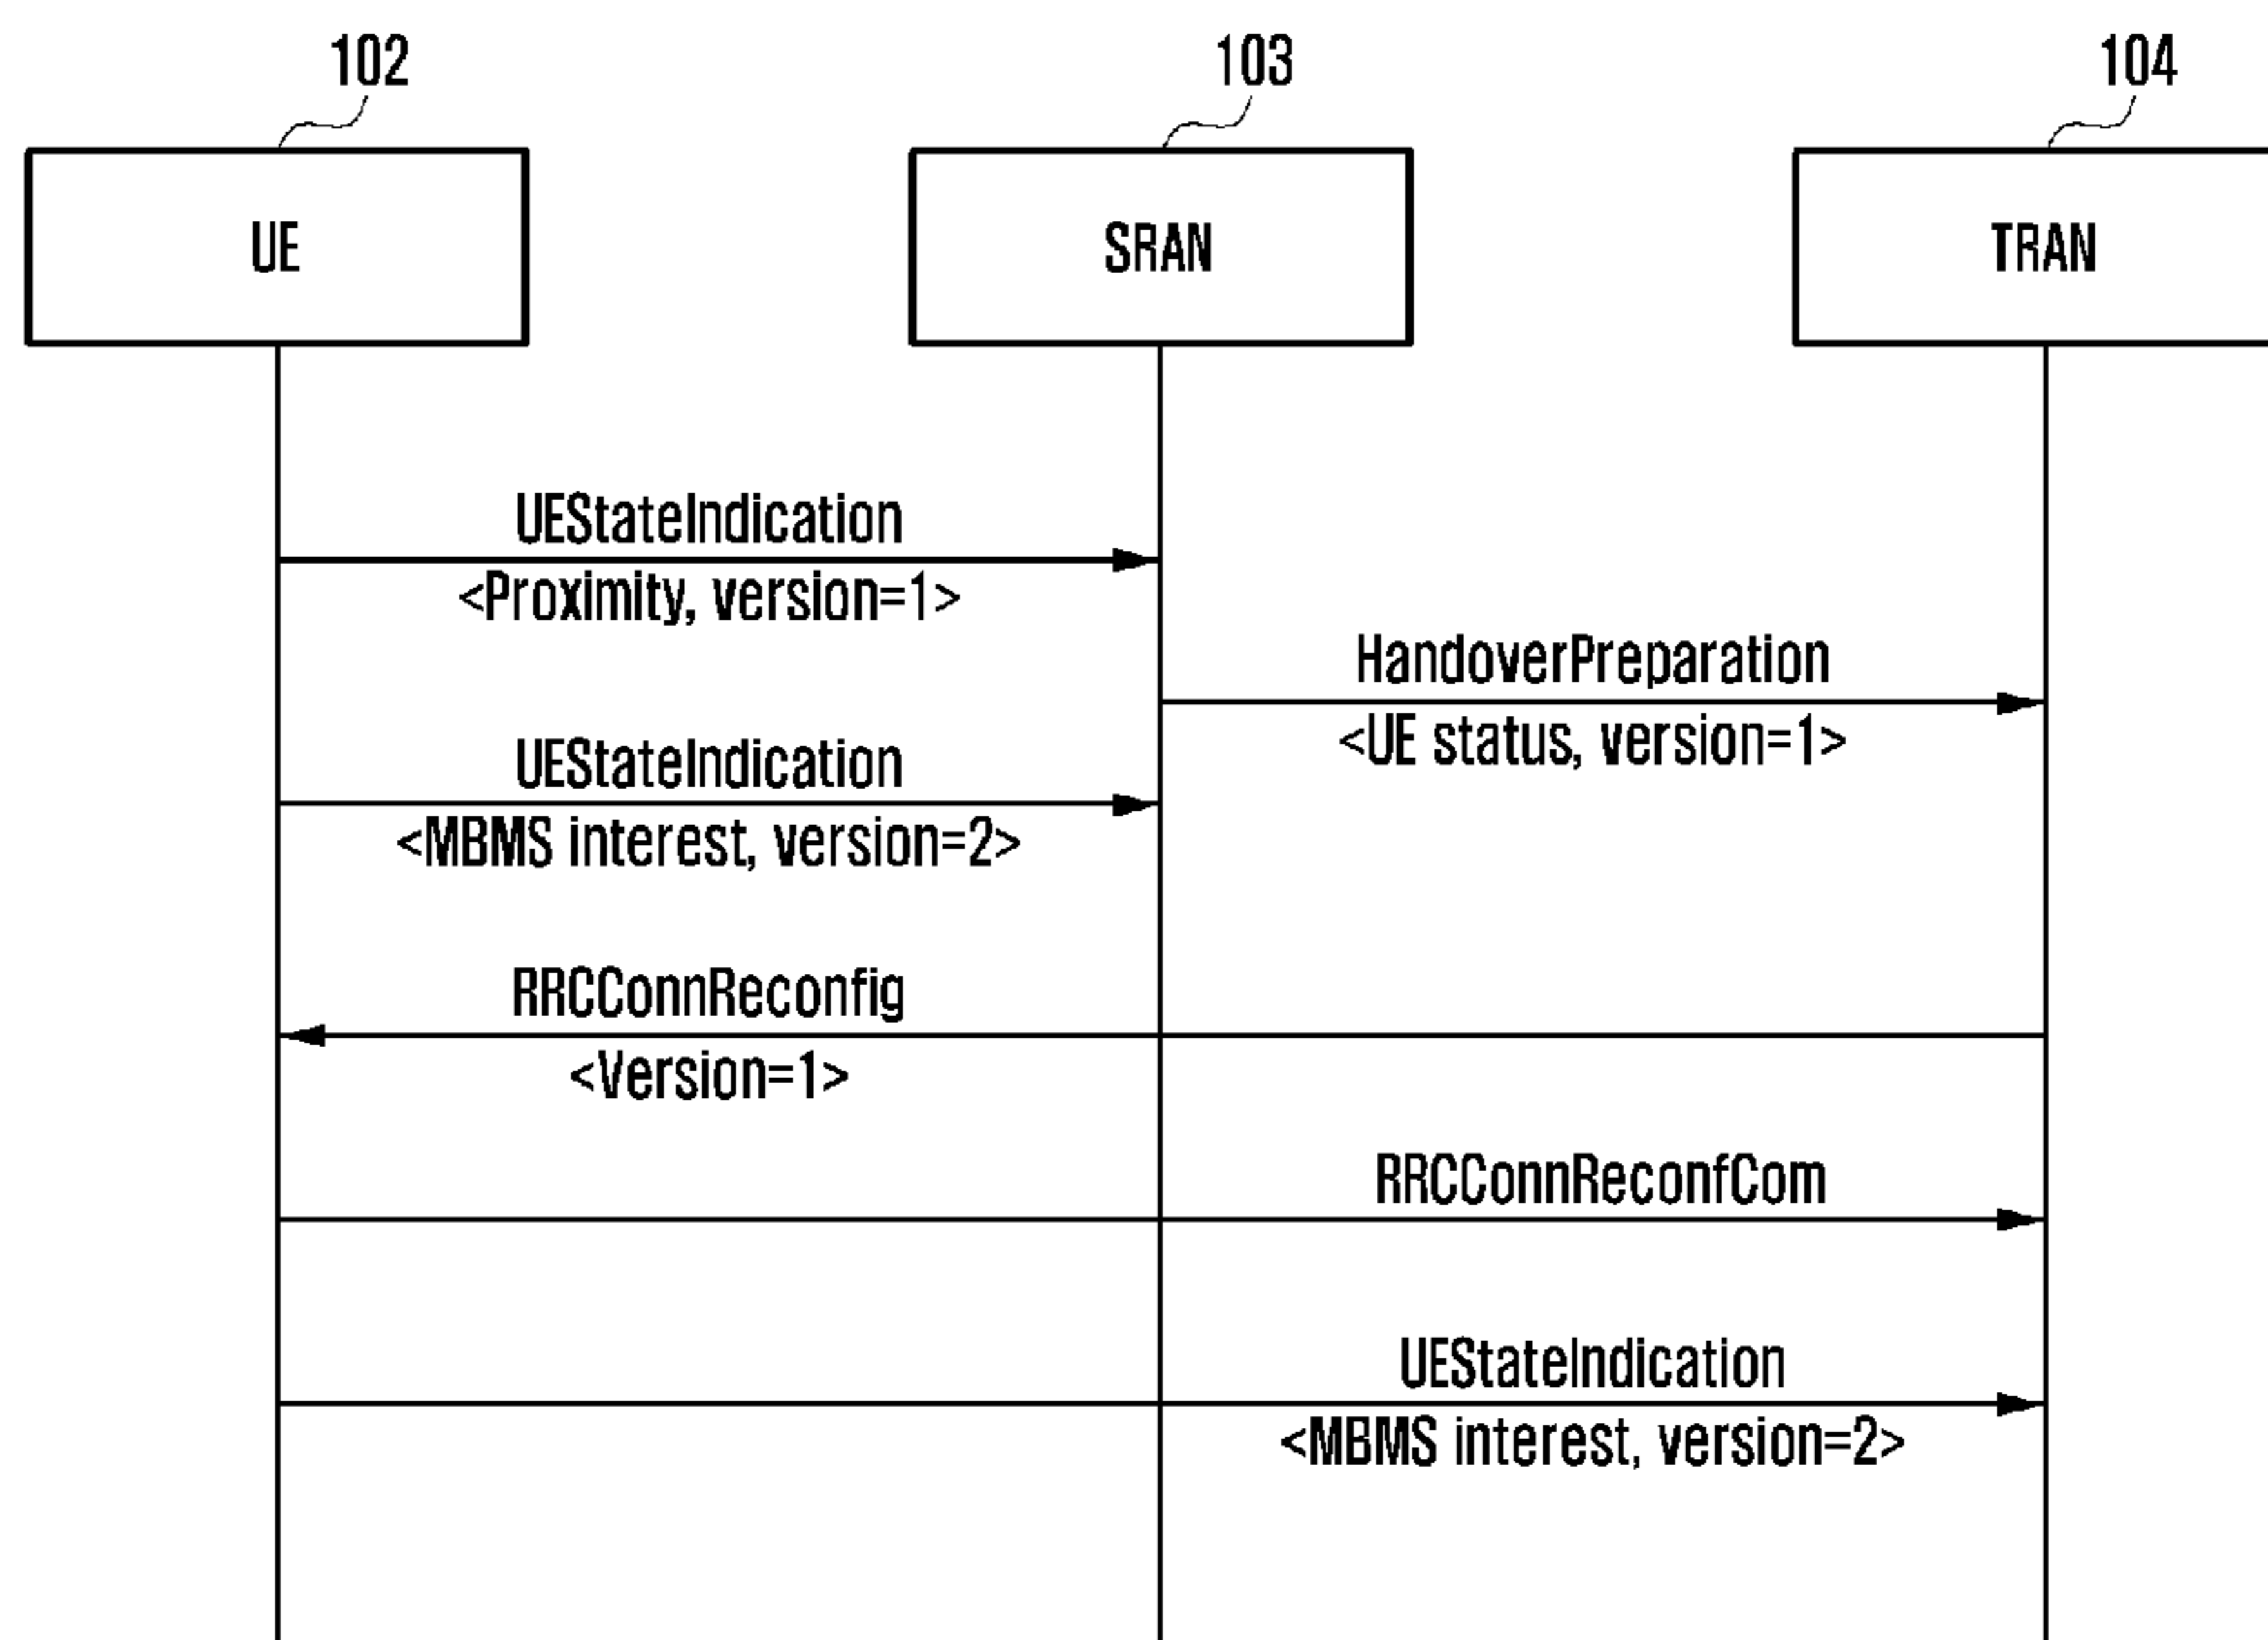 102
103
104
UE
SRAN
TRAN
UEStateIndication
<Proximity, version=1>
HandoverPreparation
<UE status, version=1>
UEStateIndication
<MBMS interest, version=2>
RRCConnReconfig
<Version=1>
RRCConnReconfCom
UEStateIndication
<MBMS interest, version=2>